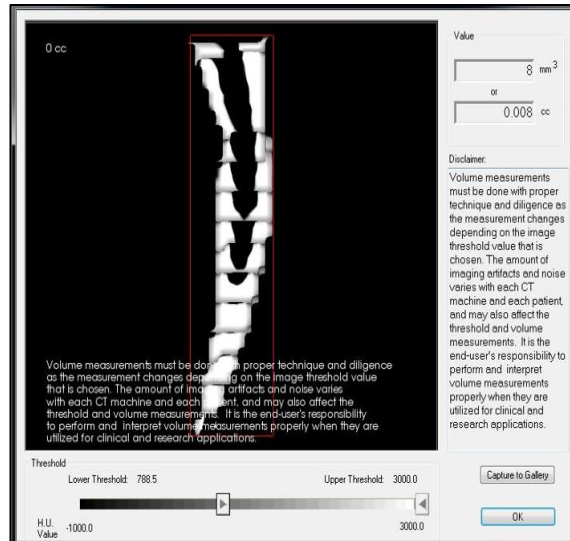 0 cc
Volume measurements must be done with proper technique and diligence
as the measurement changes depending on the image threshold value
that is chosen. The amount of imaging artifacts and noise varies
with each CT machine and each patient, and may also affect the
threshold and volume measurements. It is the end-user's responsibility
to perform and interpret volume measurements properly when they are
utilized for clinical and research applications.
Value
8 mm3
or
0.008 cc
Disclaimer:
Volume measurements
must be done with proper
technique and diligence as
the measurement changes
depending on the image
threshold value that is
chosen. The amount of
imaging artifacts and noise
varies with each CT
machine and each patient,
and may also affect the
threshold and volume
measurements. It is the
end-user's responsibility to
perform and interpret
volume measurements
properly when they are
utilized for clinical and
research applications.
Threshold
Lower Threshold: 788.5 Upper Threshold: 3000.0
H.U.
Value
-1000.0 3000.0
Capture to Gallery
OK